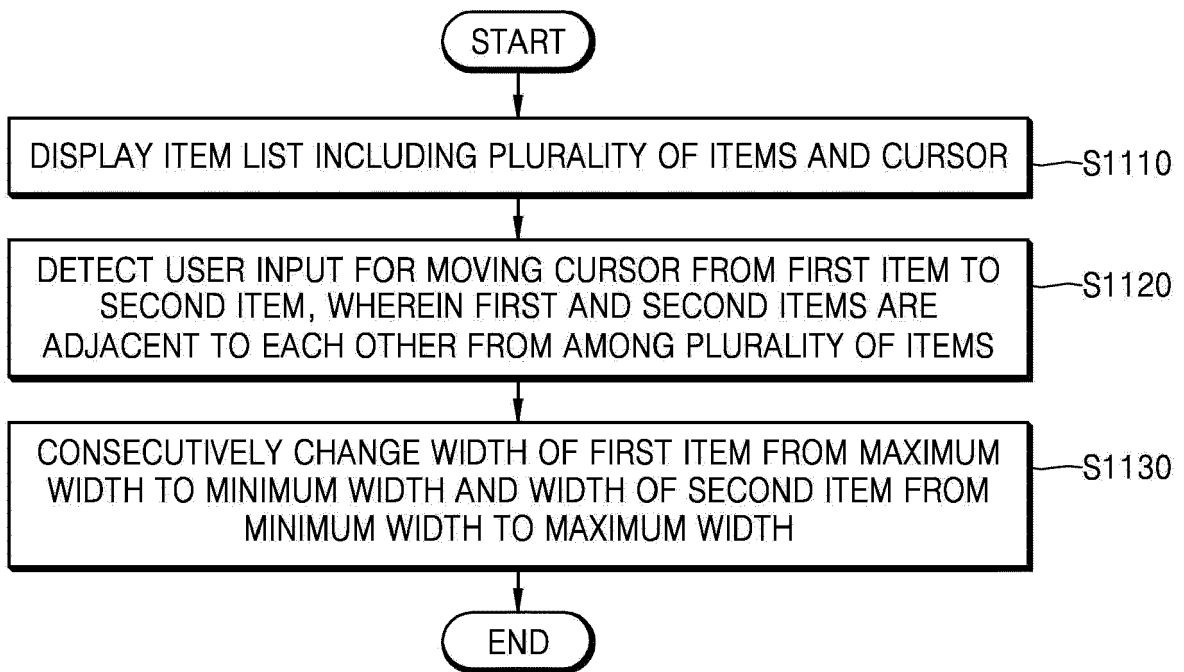 START
DISPLAY ITEM LIST INCLUDING PLURALITY OF ITEMS AND CURSOR
S1110
DETECT USER INPUT FOR MOVING CURSOR FROM FIRST ITEM TO
SECOND ITEM, WHEREIN FIRST AND SECOND ITEMS ARE
ADJACENT TO EACH OTHER FROM AMONG PLURALITY OF ITEMS
S1120
CONSECUTIVELY CHANGE WIDTH OF FIRST ITEM FROM MAXIMUM
WIDTH TO MINIMUM WIDTH AND WIDTH OF SECOND ITEM FROM
MINIMUM WIDTH TO MAXIMUM WIDTH
S1130
END